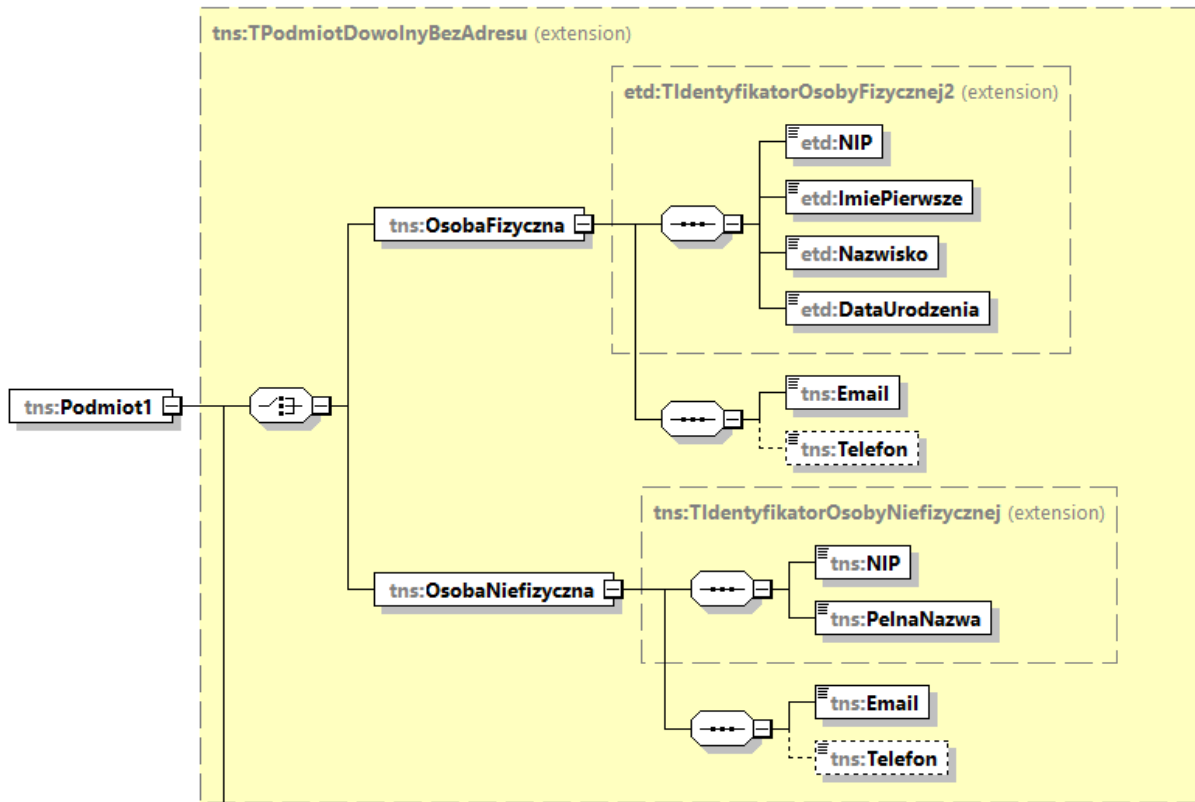 tns:TPodmiotDowolnyBezAdresu (extension)
etd:TIdentyfikatorOsobyFizycznej2 (extension)
etd:NIP
etd:ImiePierwsze
tns:OsobaFizyczna
etd:Nazwisko
etd:DataUrodzenia
tns:Podmiot1
tns:Email
tns:Telefon
tns:TIdentyfikatorOsobyNiefizycznej (extension)
tns:NIP
tns:OsobaNiefizyczna
tns:PelnaNazwa
tns:Email
tns:Telefon